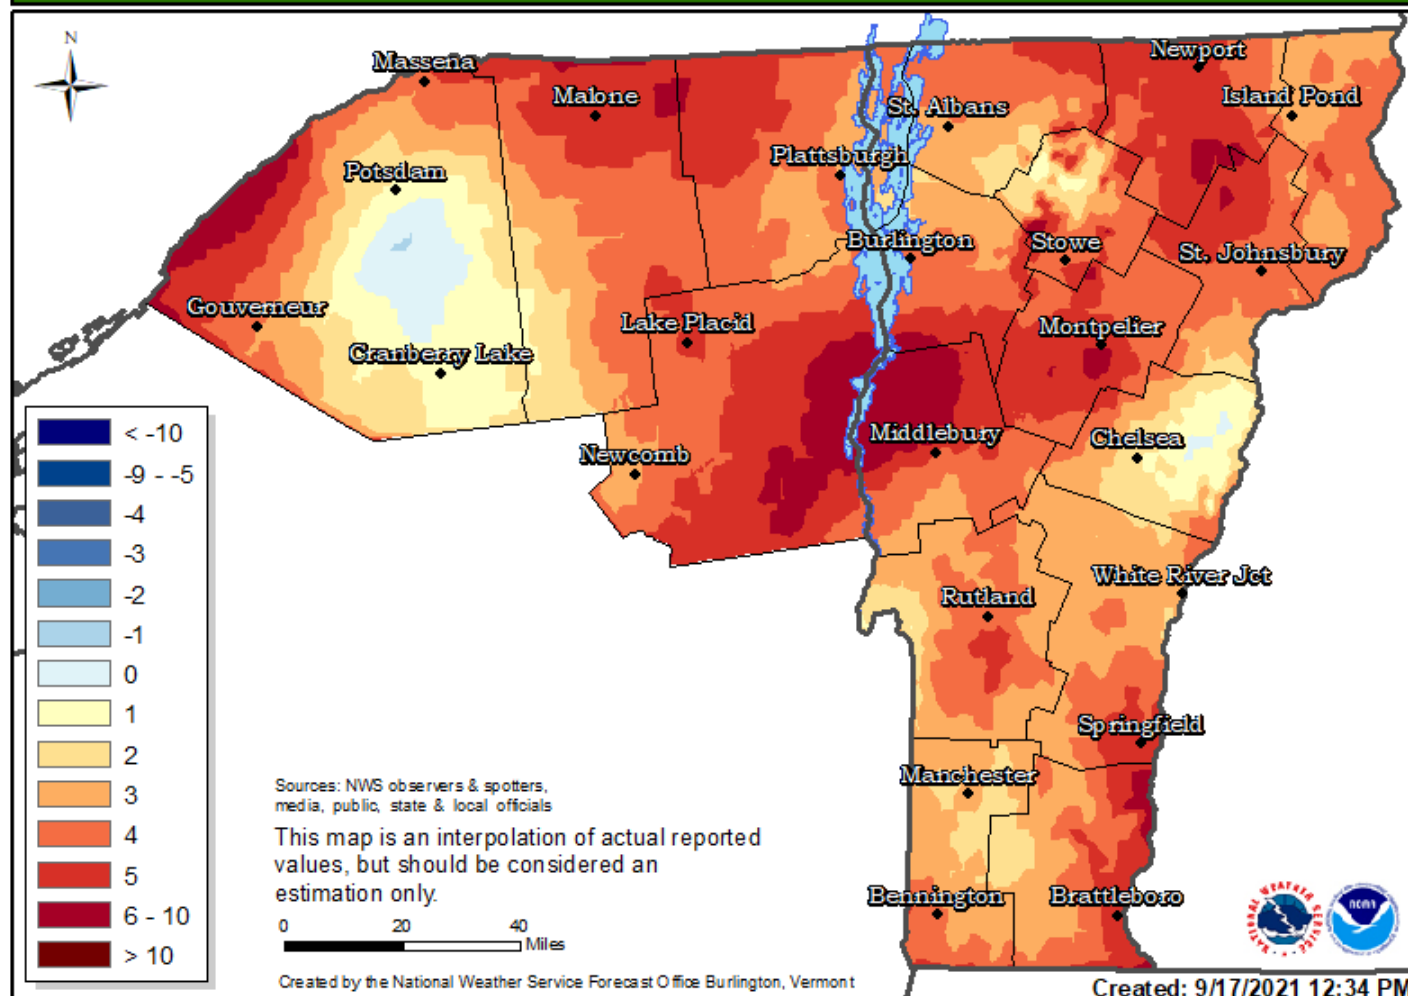 N
Massena
Newport
Malone
Island Pond
St. Albans
Plattsburgh
Potsdam
Burlington
Stowe
St. Johnsbury
Gouverneur
Lake Placid
Montpelier
Cranberry Lake
Middlebury
Chelsea
Newcomb
White River Jct
Rutland
Springfield
Manchester
Bennington
Brattleboro
< -10
-9 - -5
-4
-3
-2
-1
0
1
2
3
4
5
6 - 10
> 10
Sources: NWS observers & spotters,
media, public, state & local officials
This map is an interpolation of actual reported
values, but should be considered an
estimation only.
0 20 40
Miles
Created by the National Weather Service Forecast Office Burlington, Vermont
NATIONAL WEATHER SERVICE
noaa
Created: 9/17/2021 12:34 PM